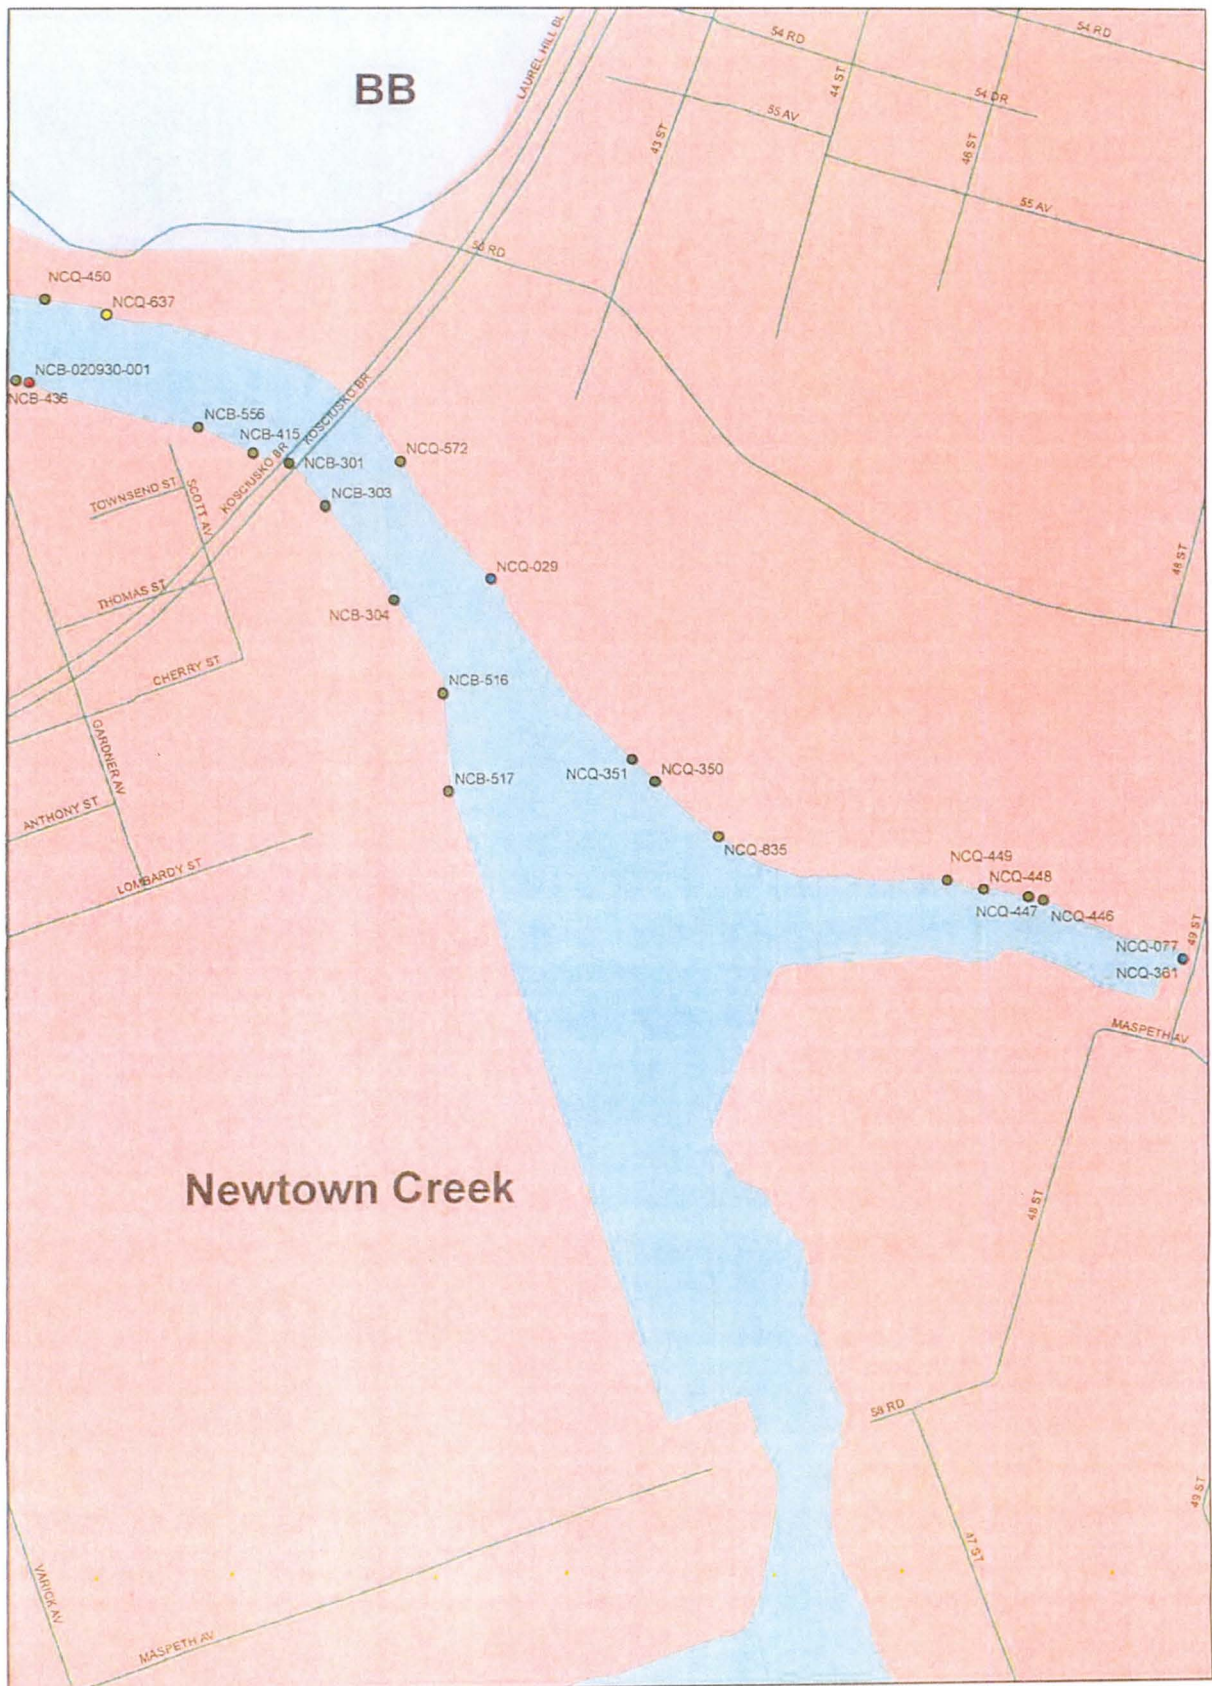 54 RD
54 RD
LAUREL HILL BL
BB
44 ST
54 DR
55 AV
43 ST
46 ST
55 AV
56 RD
NCQ-450
NCQ-637
NCB-020930-001
NCB-436
KOSCIUSKO BR
NCB-556
NCB-415
KOSCIUSKO BR
NCB-301
NCQ-572
TOWNSEND ST
SCOTT AV
NCB-303
48 ST
NCQ-029
THOMAS ST
NCB-304
CHERRY ST
NCB-516
GARDNER AV
NCQ-351
NCQ-350
NCB-517
ANTHONY ST
NCQ-835
LOMBARDY ST
NCQ-449
NCQ-448
NCQ-447
NCQ-446
49 ST
NCQ-077
NCQ-361
MASPETH AV
Newtown Creek
48 ST
58 RD
49 ST
47 ST
VARICK AV
MASPETH AV